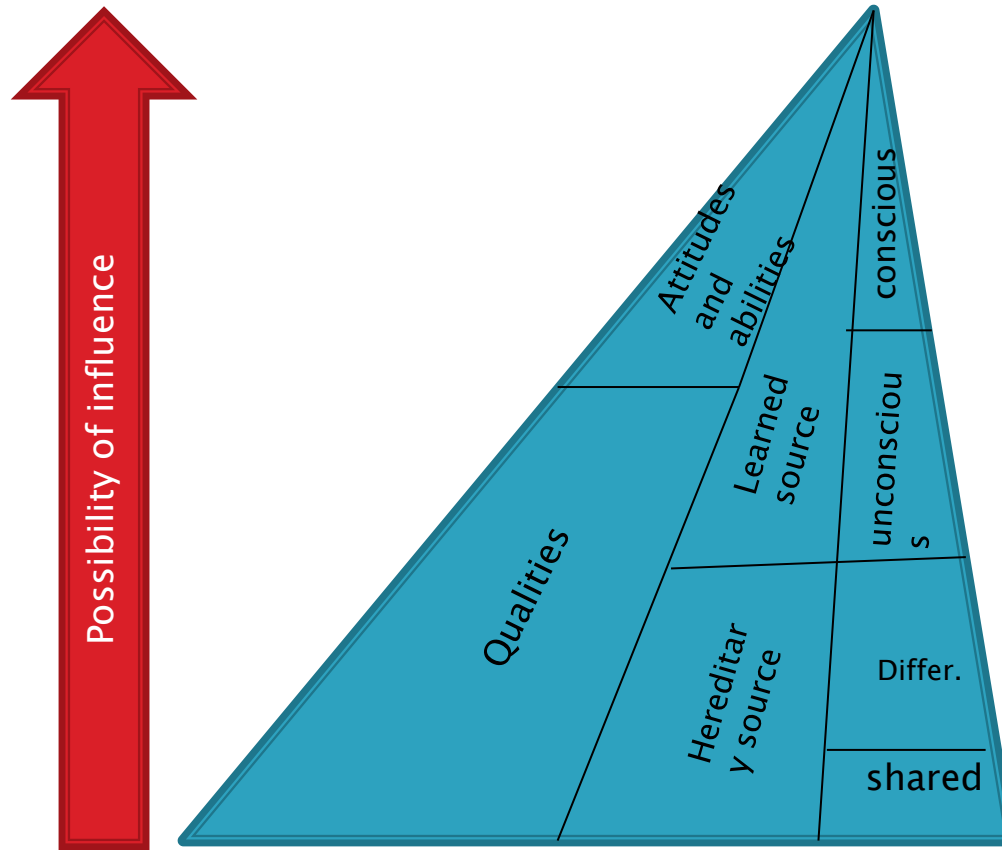 Possibility of influence
Attitudes
and
abilities
Qualities
Learned
source
Hereditar
y source
conscious
unconsciou
s
Differ.
shared